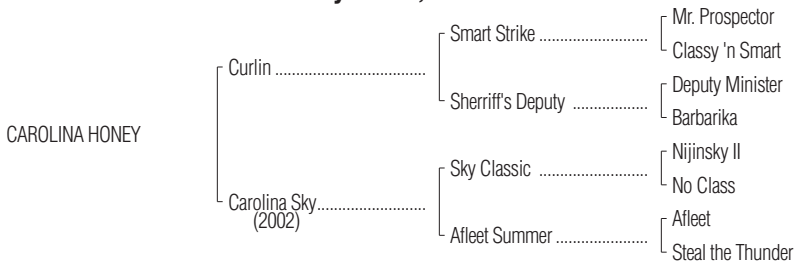 Mr. Prospector
Smart Strike ........................
Classy 'n Smart
Curlin ...................................
Deputy Minister
Sherriff's Deputy .................
Barbarika
CAROLINA HONEY
Nijinsky II
Sky Classic .........................
No Class
Carolina Sky.........................
(2002)
Afleet
Afleet Summer .....................
Steal the Thunder